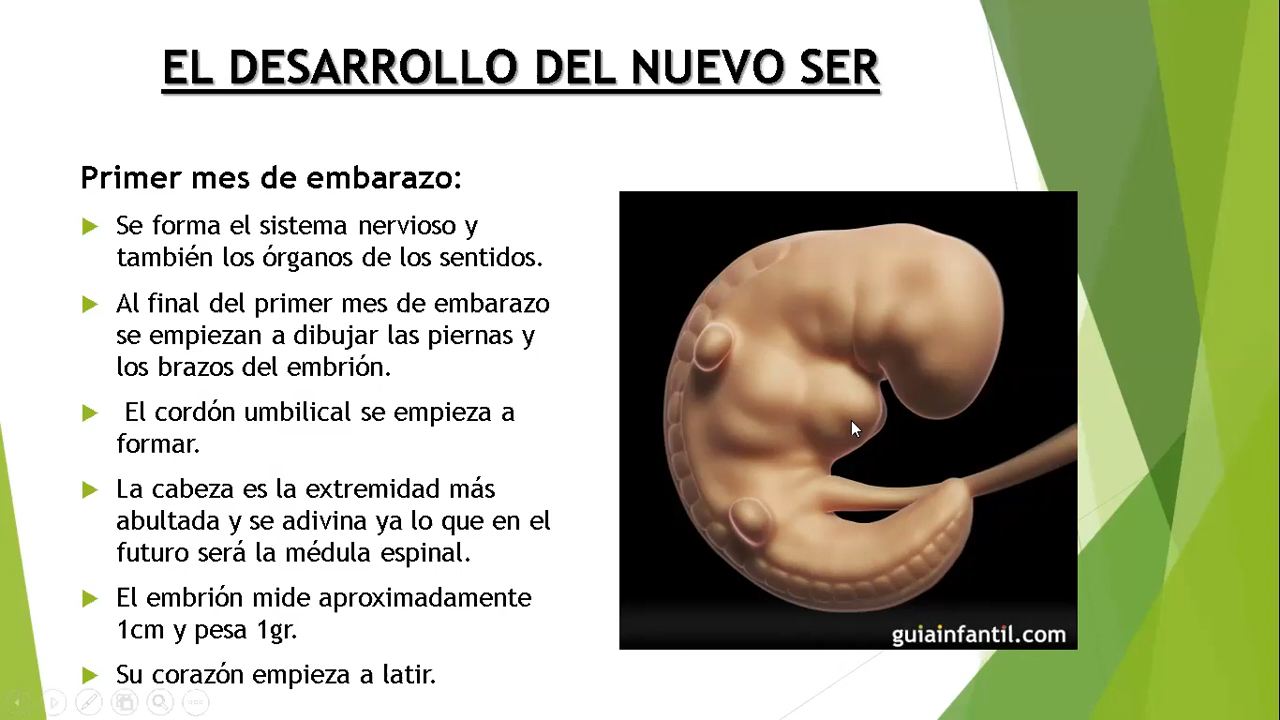 EL DESARROLLO DEL NUEVO SER
Primer mes de embarazo:
Se forma el sistema nervioso y
también los órganos de los sentidos.
Al final del primer mes de embarazo
se empiezan a dibujar las piernas y
los brazos del embrión.
El cordón umbilical se empieza a
formar.
La cabeza es la extremidad más
abultada y se adivina ya lo que en el
futuro será la médula espinal.
El embrión mide aproximadamente
1cm y pesa 1gr.
Su corazón empieza a latir.
guiainfantil.com